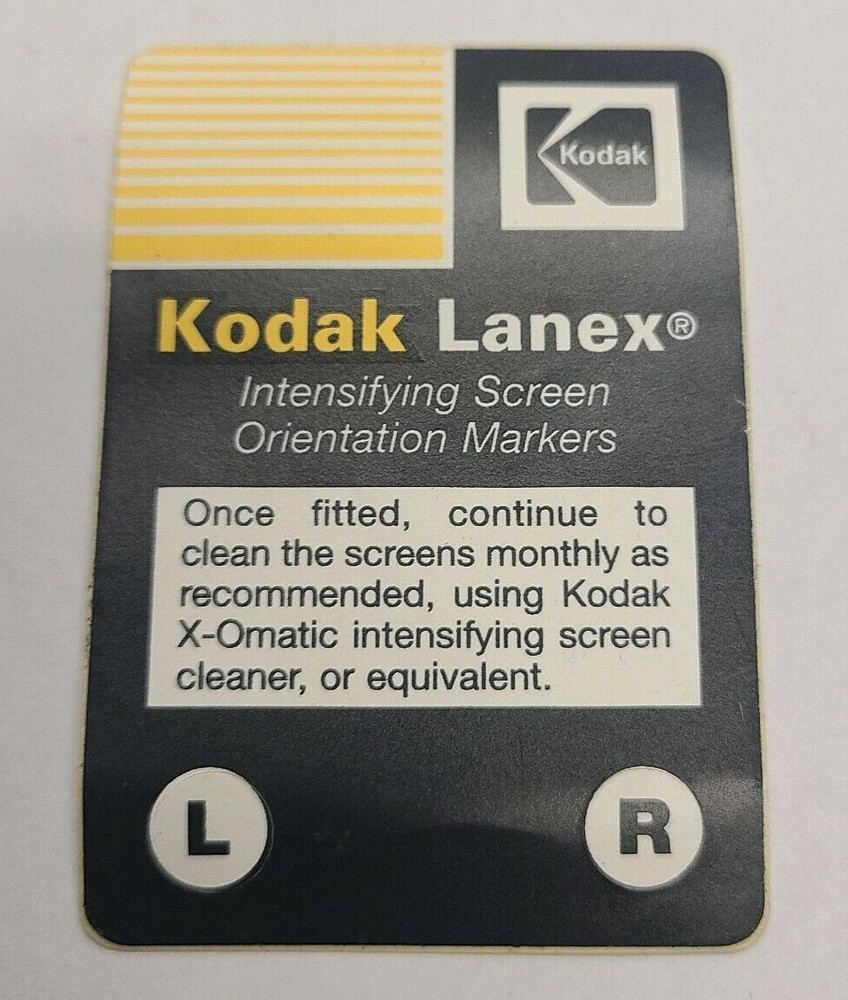 Kodak
Kodak Lanex®
Intensifying Screen
Orientation Markers
Once fitted, continue to
clean the screens monthly as
recommended, using Kodak
X-Omatic intensifying screen
cleaner, or equivalent.
L R